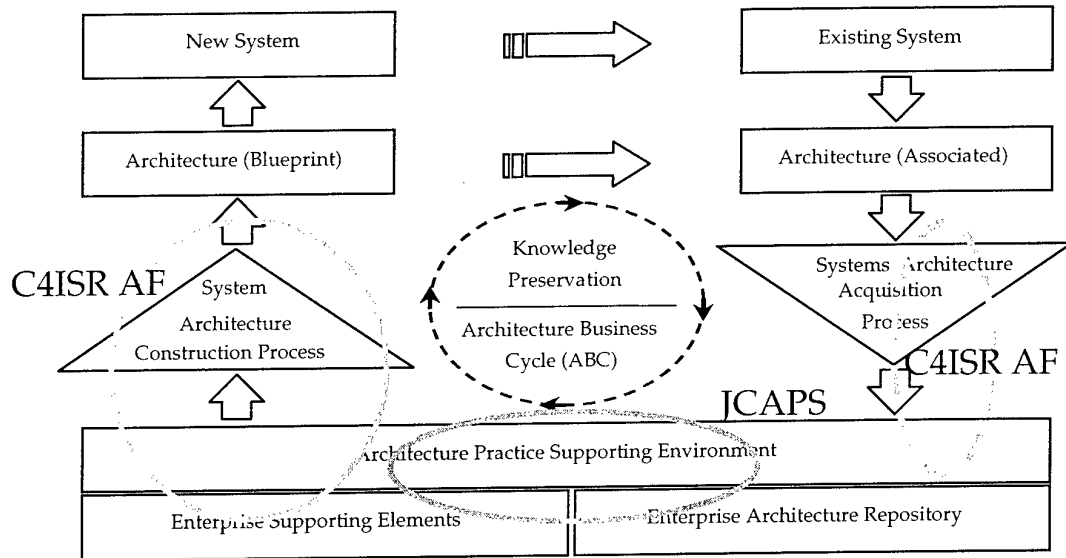 New System
Existing System
Architecture (Blueprint)
Architecture (Associated)
C4ISR AF
System
Architecture
Construction Process
Knowledge
Preservation
Architecture Business
Cycle (ABC)
Systems Architecture
Acquisition
Process
C4ISR AF
JCAPS
Architecture Practice Supporting Environment
Enterprise Supporting Elements
Enterprise Architecture Repository